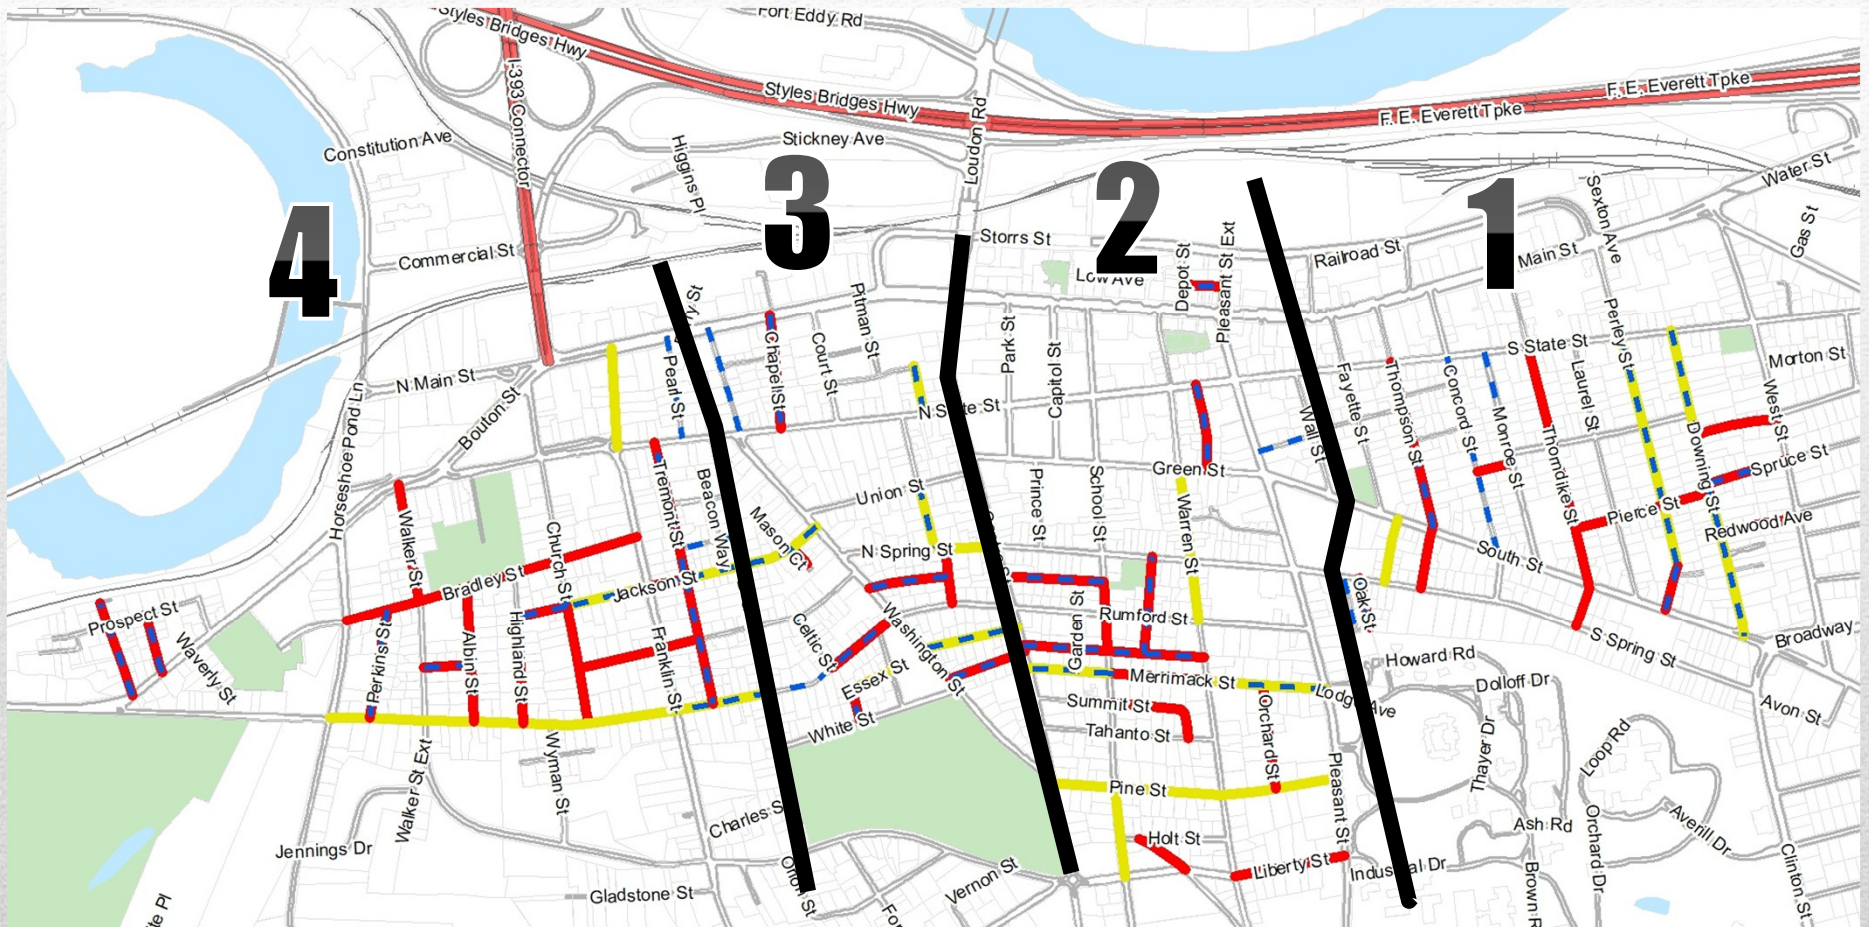 Styles Bridges Hwy
Fort Eddy Rd
I-393 Connector
Styles Bridges Hwy
F. E. Everett Tpke
F. E. Everett Tpke
Loudon Rd
Constitution Ave
Stickney Ave
Higgins Pl
Water St
Sexton Ave
Gas St
4
3
2
1
Commercial St
Storrs St
Low Ave
Depot St
Pleasant St Ext
Railroad St
Main St
N Main St
Bouton St
Horseshoe Pond Ln
Pearl St
Chapel St
Court St
Pitman St
N State St
Park St
Capitol St
Wall St
Fayette St
Thompson St
Concord St
Monroe St
S State St
Thorndike St
Laurel St
Perley St
Downing St
West St
Morton St
Spruce St
Pierce St
Redwood Ave
South St
Green St
Warren St
School St
Prince St
Union St
N Spring St
Mason Ct
Beacon Way
Tremont St
Church St
Walker St
Bradley St
Jackson St
Highland St
Albin St
Perkins St
Prospect St
Waverly St
Franklin St
Celtic St
Washington St
Essex St
White St
Garden St
Rumford St
Merrimack St
Lodge Ave
Summit St
Tahanto St
Orchard St
Pine St
Pleasant St
Holt St
Liberty St
Industrial Dr
Oak St
Howard Rd
Dolloff Dr
Thayer Dr
Loop Rd
S Spring St
Broadway
Avon St
Ash Rd
Averill Dr
Orchard Dr
Clinton St
Walker St Ext
Wyman St
Jennings Dr
Charles S
Gladstone St
Vernon St